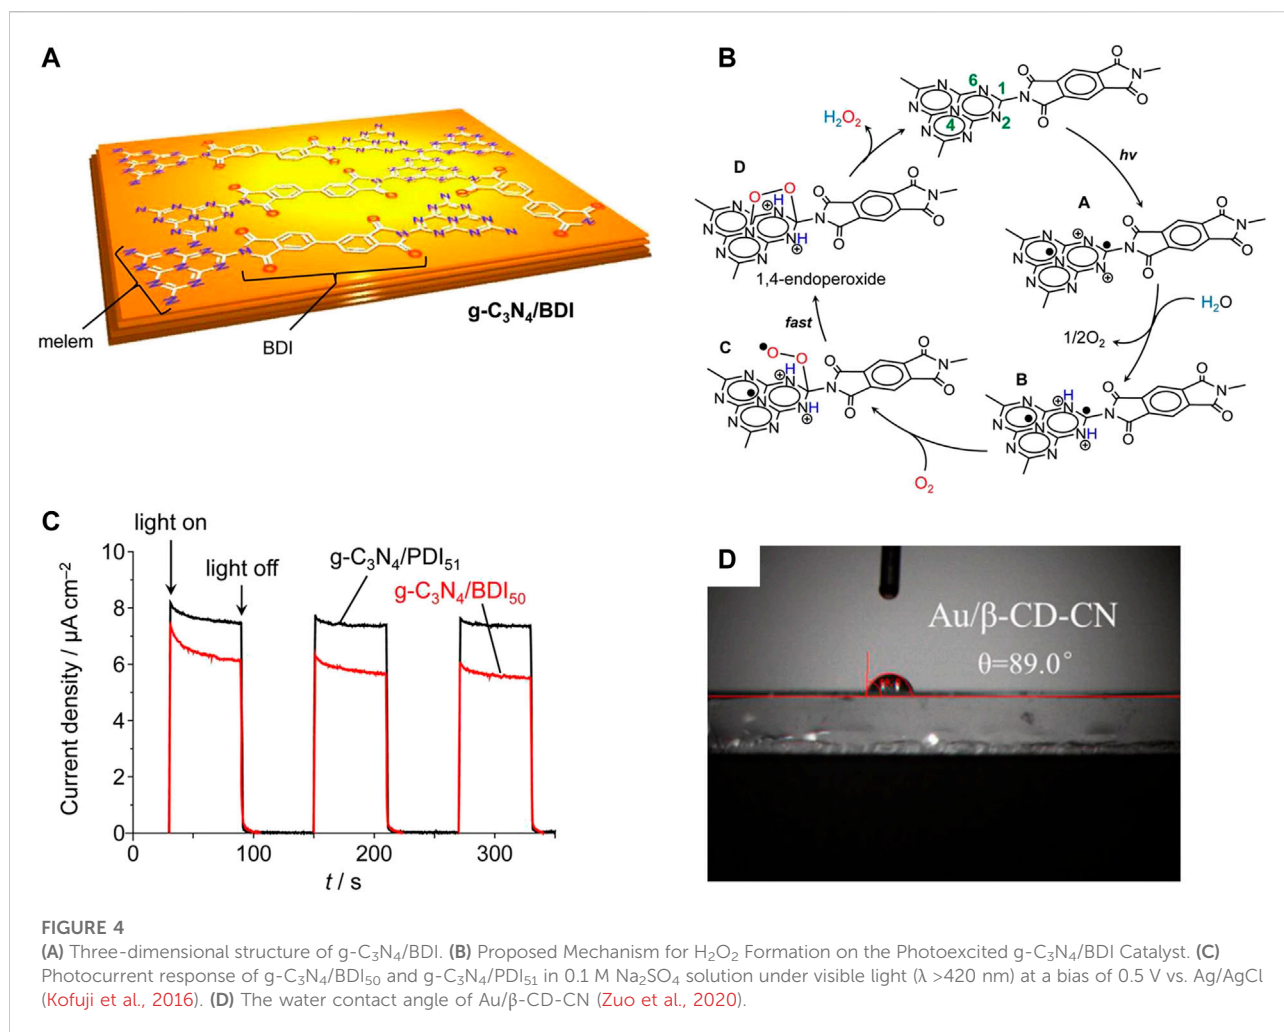 A
melem
BDI
g-C₃N₄/BDI
B
6
1
4
2
N
O
H₂O₂
hν
D
A
H₂O
1/2O₂
1,4-endoperoxide
fast
C
B
O₂
H
C
light on
light off
g-C₃N₄/PDI₅₁
g-C₃N₄/BDI₅₀
Current density / µA cm⁻²
10
8
6
4
2
0
0 100 200 300
t / s
D
Au/β-CD-CN
θ=89.0°
FIGURE 4
(A) Three-dimensional structure of g-C₃N₄/BDI. (B) Proposed Mechanism for H₂O₂ Formation on the Photoexcited g-C₃N₄/BDI Catalyst. (C)
Photocurrent response of g-C₃N₄/BDI₅₀ and g-C₃N₄/PDI₅₁ in 0.1 M Na₂SO₄ solution under visible light (λ >420 nm) at a bias of 0.5 V vs. Ag/AgCl
(Kofuji et al., 2016). (D) The water contact angle of Au/β-CD-CN (Zuo et al., 2020).